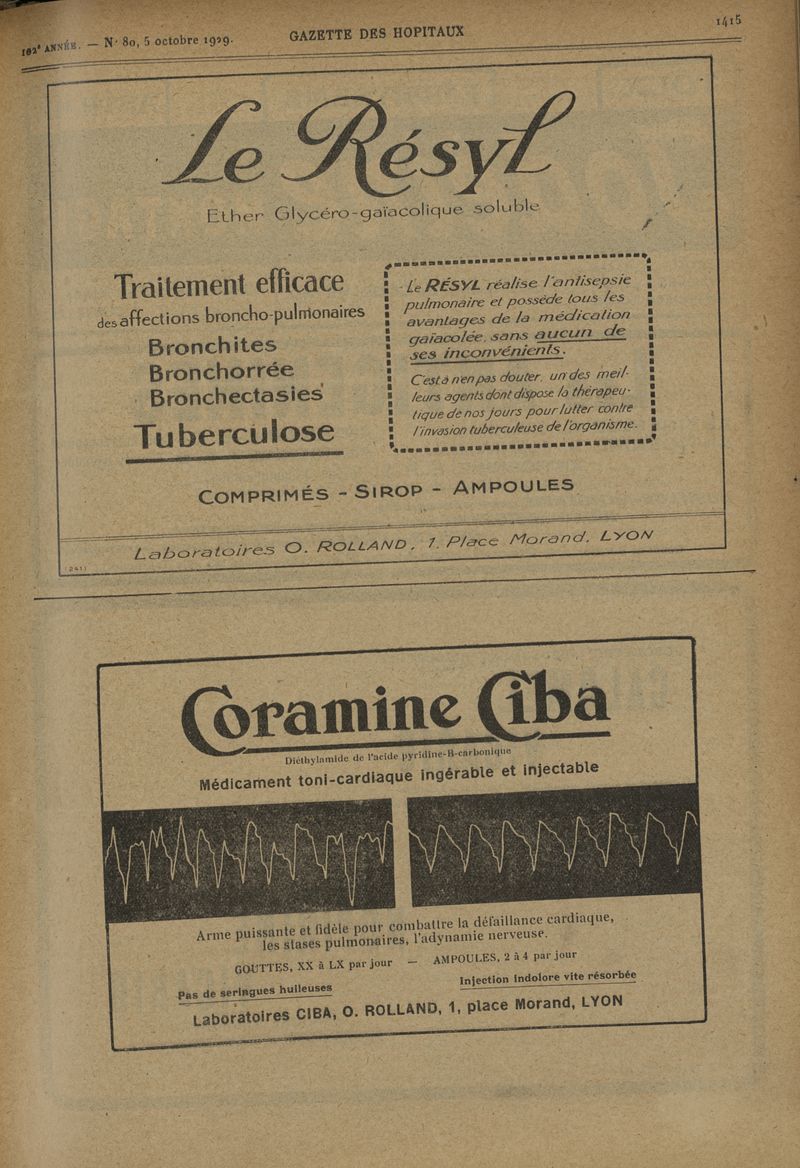 102e ANNÉE. — No 80, 5 octobre 1929. GAZETTE DES HOPITAUX 1415
Le Résyl
Ether Glycéro-gaïacolique soluble
Traitement efficace
des affections broncho-pulmonaires
Bronchites
Bronchorrée
Bronchectasies
Tuberculose
Le RÉSYL réalise l'antisepsie
pulmonaire et possède tous les
avantages de la médication
gaïacolée, sans aucun de
ses inconvénients.
C'est à n'en pas douter, un des meil-
leurs agents dont dispose la thérapeu-
tique de nos jours pour lutter contre
l'invasion tuberculeuse de l'organisme.
COMPRIMÉS - SIROP - AMPOULES
Laboratoires O. ROLLAND, 1, Place Morand, LYON
(241)
Coramine Ciba
Diéthylamide de l'acide pyridine-B-carbonique
Médicament toni-cardiaque ingérable et injectable
Arme puissante et fidèle pour combattre la défaillance cardiaque,
les stases pulmonaires, l'adynamie nerveuse.
GOUTTES, XX à LX par jour — AMPOULES, 2 à 4 par jour
Pas de seringues huileuses Injection indolore vite résorbée
Laboratoires CIBA, O. ROLLAND, 1, place Morand, LYON